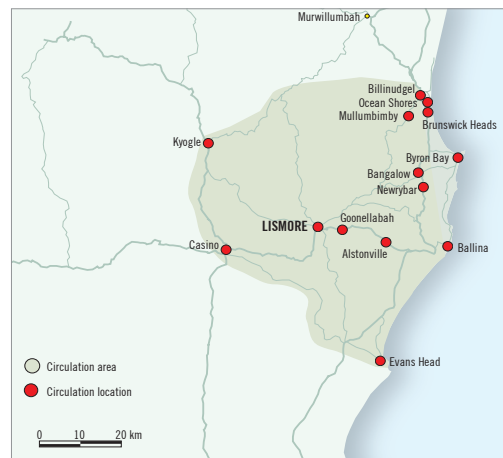 Murwillumbah
Billinudgel
Ocean Shores
Mullumbimby
Brunswick Heads
Kyogle
Byron Bay
Bangalow
Newrybar
Goonellabah
LISMORE
Casino
Alstonville
Ballina
Evans Head
Circulation area
Circulation location
0 10 20 km